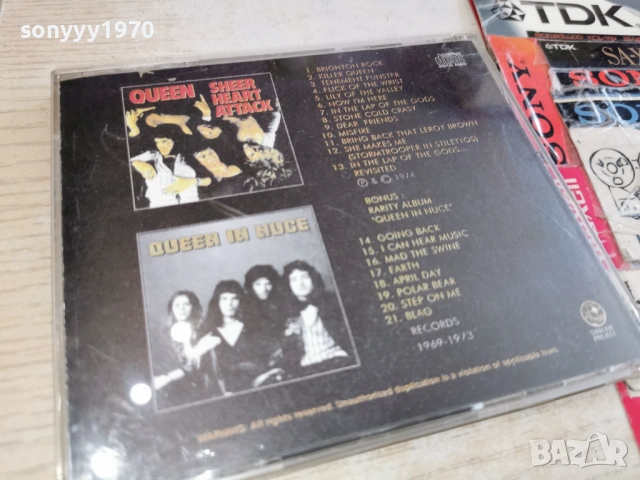 sonyyy1970
QUEEN
SHEER
HEART
ATTACK
QUEEN IN NUCE
1. BRIGHTON ROCK
2. KILLER QUEEN
3. TENEMENT FUNSTER
4. FLICK OF THE WRIST
5. LILY OF THE VALLEY
6. NOW I'M HERE
7. IN THE LAP OF THE GODS
8. STONE COLD CRAZY
9. DEAR FRIENDS
10. MISFIRE
11. BRING BACK THAT LEROY BROWN
12. SHE MAKES ME
(STORMTROOPER IN STILETTOS)
13. IN THE LAP OF THE GODS...
REVISITED
℗ & © 1974
BONUS :
RARITY ALBUM
"QUEEN IN NUCE"
14. GOING BACK
15. I CAN HEAR MUSIC
16. MAD THE SWINE
17. EARTH
18. APRIL DAY
19. POLAR BEAR
20. STEP ON ME
21. BLAG
RECORDS
1969-1973
WARNING: All rights reserved. Unauthorised duplication is a violation of applicable laws.
TDK
TDK
SONY
bazar
БАЗАР